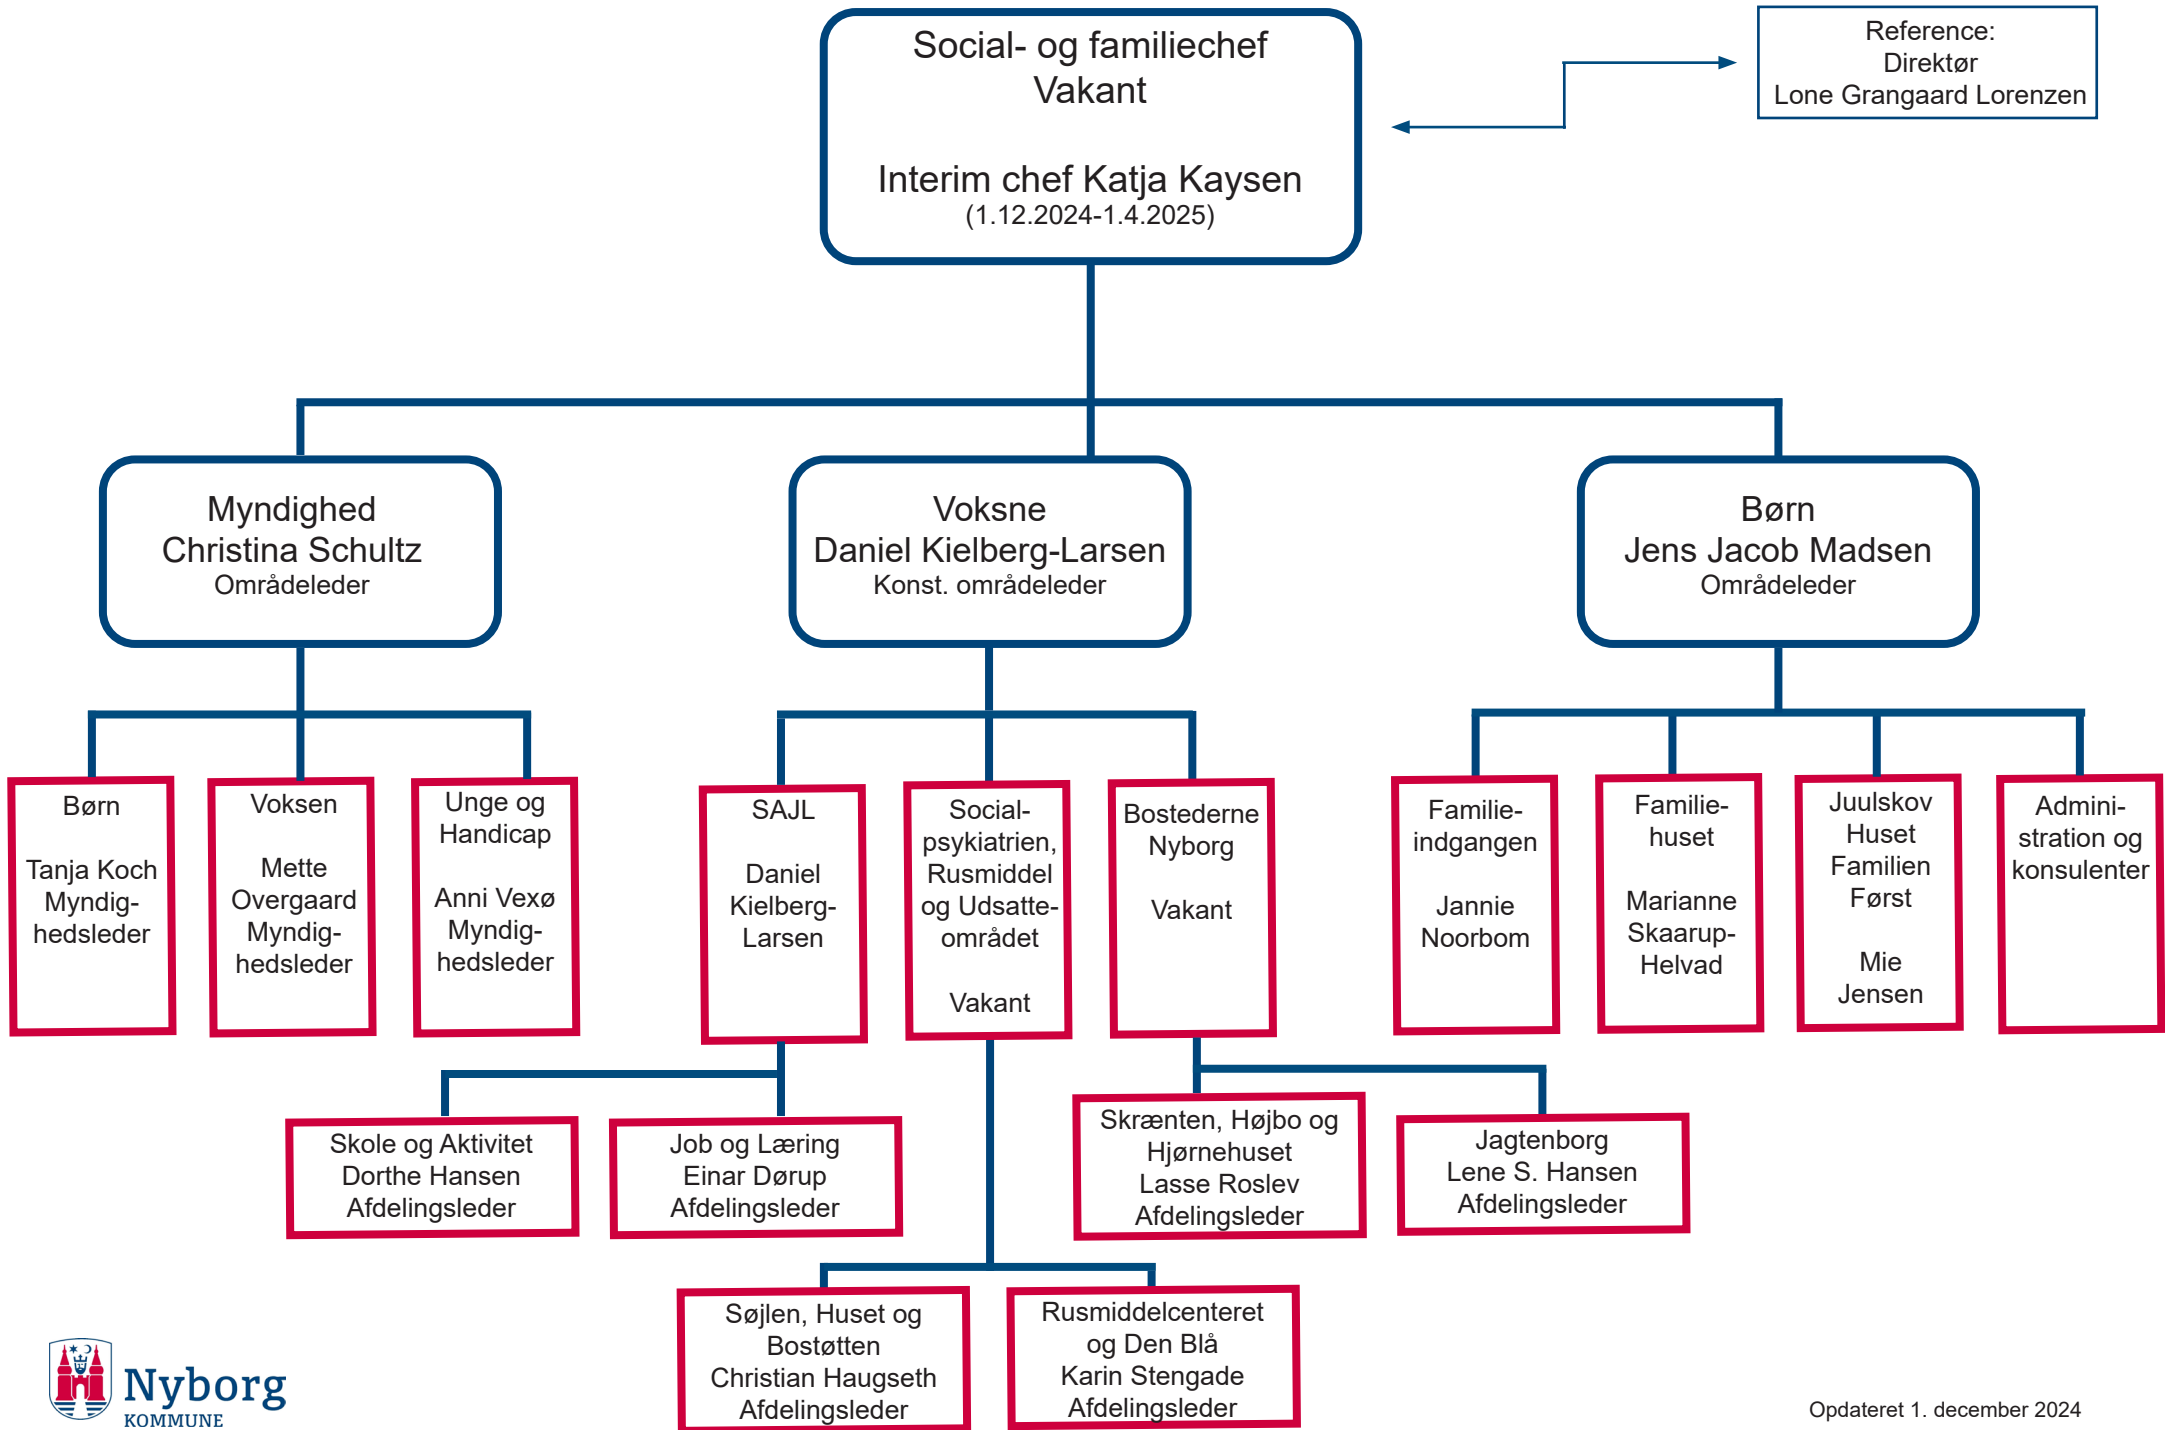 Social- og familiechef
Vakant
Interim chef Katja Kaysen
(1.12.2024-1.4.2025)
Reference:
Direktør
Lone Grangaard Lorenzen
Myndighed
Christina Schultz
Områdeleder
Voksne
Daniel Kielberg-Larsen
Konst. områdeleder
Børn
Jens Jacob Madsen
Områdeleder
Børn
Tanja Koch
Myndig-
hedsleder
Voksen
Mette
Overgaard
Myndig-
hedsleder
Unge og
Handicap
Anni Vexø
Myndig-
hedsleder
SAJL
Daniel
Kielberg-
Larsen
Social-
psykiatrien,
Rusmiddel
og Udsatte-
området
Vakant
Bostederne
Nyborg
Vakant
Familie-
indgangen
Jannie
Noorbom
Familie-
huset
Marianne
Skaarup-
Helvad
Juulskov
Huset
Familien
Først
Mie
Jensen
Admini-
stration og
konsulenter
Skole og Aktivitet
Dorthe Hansen
Afdelingsleder
Job og Læring
Einar Dørup
Afdelingsleder
Skrænten, Højbo og
Hjørnehuset
Lasse Roslev
Afdelingsleder
Jagtenborg
Lene S. Hansen
Afdelingsleder
Søjlen, Huset og
Bostøtten
Christian Haugseth
Afdelingsleder
Rusmiddelcenteret
og Den Blå
Karin Stengade
Afdelingsleder
Nyborg
KOMMUNE
Opdateret 1. december 2024